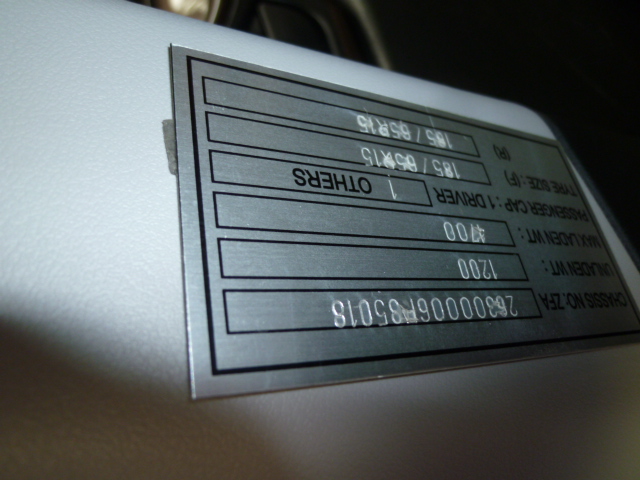 CHASSIS NO. ZFA 26300006P35018
UNLADEN WT: 1200
MAX LADEN WT: 1700
PASSENGER CAP: 1 DRIVER 1 OTHERS
TYPE SIZE: (F) 185/65R15
(R) 185/65R15